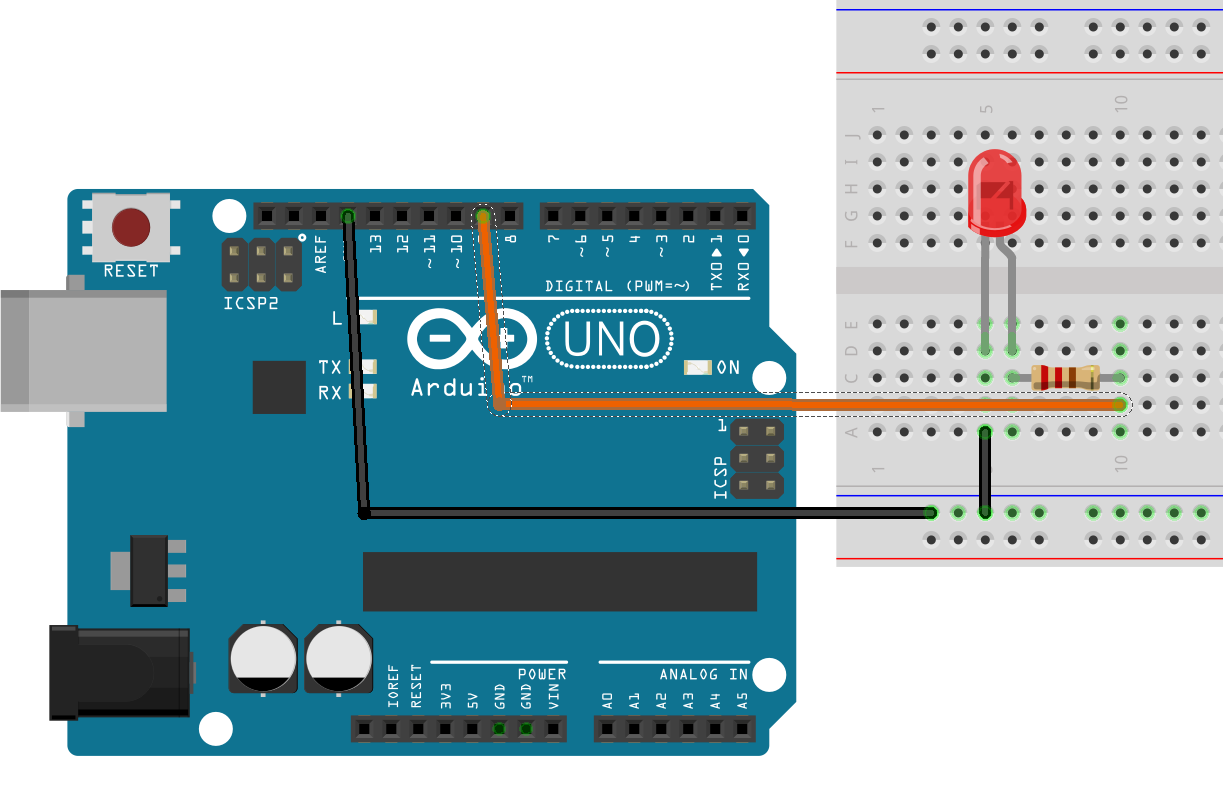 1
5
10
J
I
H
G
F
RESET
AREF
13
12
~11
~10
8
7
~6
~5
4
~3
2
TX0▶1
RX0◀0
ICSP2
DIGITAL (PWM=~)
L
TX
RX
UNO
ON
Arduino™
E
D
C
A
1
ICSP
1
10
POWER
ANALOG IN
IOREF
RESET
3V3
5V
GND
GND
VIN
A0
A1
A2
A3
A4
A5